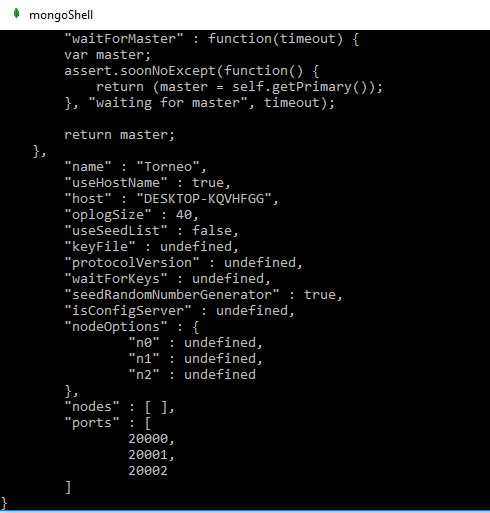 mongoShell
"waitForMaster" : function(timeout) {
var master;
assert.soonNoExcept(function() {
return (master = self.getPrimary());
}, "waiting for master", timeout);
return master;
},
"name" : "Torneo",
"useHostName" : true,
"host" : "DESKTOP-KQVHFGG",
"oplogSize" : 40,
"useSeedList" : false,
"keyFile" : undefined,
"protocolVersion" : undefined,
"waitForKeys" : undefined,
"seedRandomNumberGenerator" : true,
"isConfigServer" : undefined,
"nodeOptions" : {
"n0" : undefined,
"n1" : undefined,
"n2" : undefined
},
"nodes" : [ ],
"ports" : [
20000,
20001,
20002
]
}